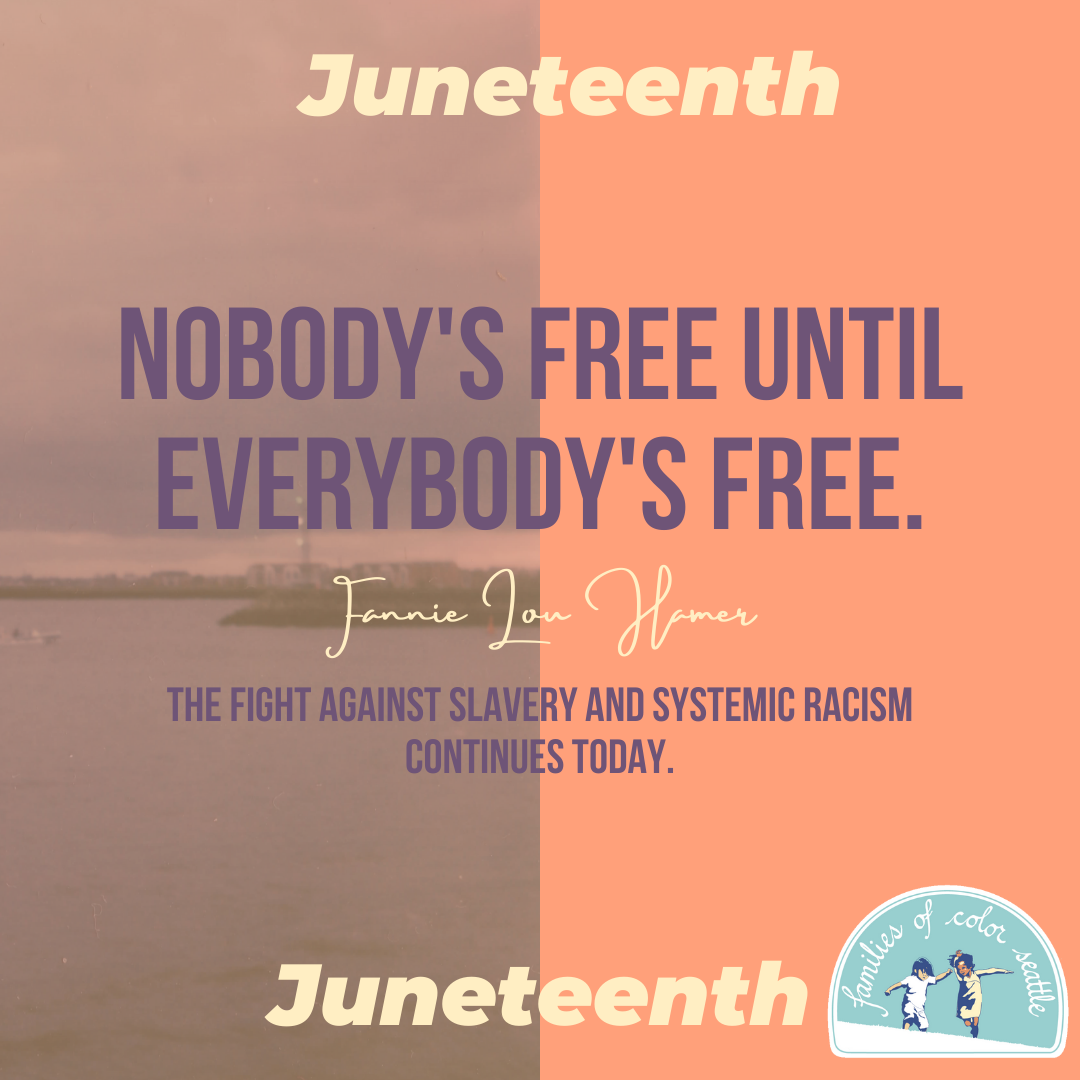 Juneteenth
NOBODY'S FREE UNTIL
EVERYBODY'S FREE.
Fannie Lou Hamer
THE FIGHT AGAINST SLAVERY AND SYSTEMIC RACISM
CONTINUES TODAY.
Juneteenth
families of color seattle